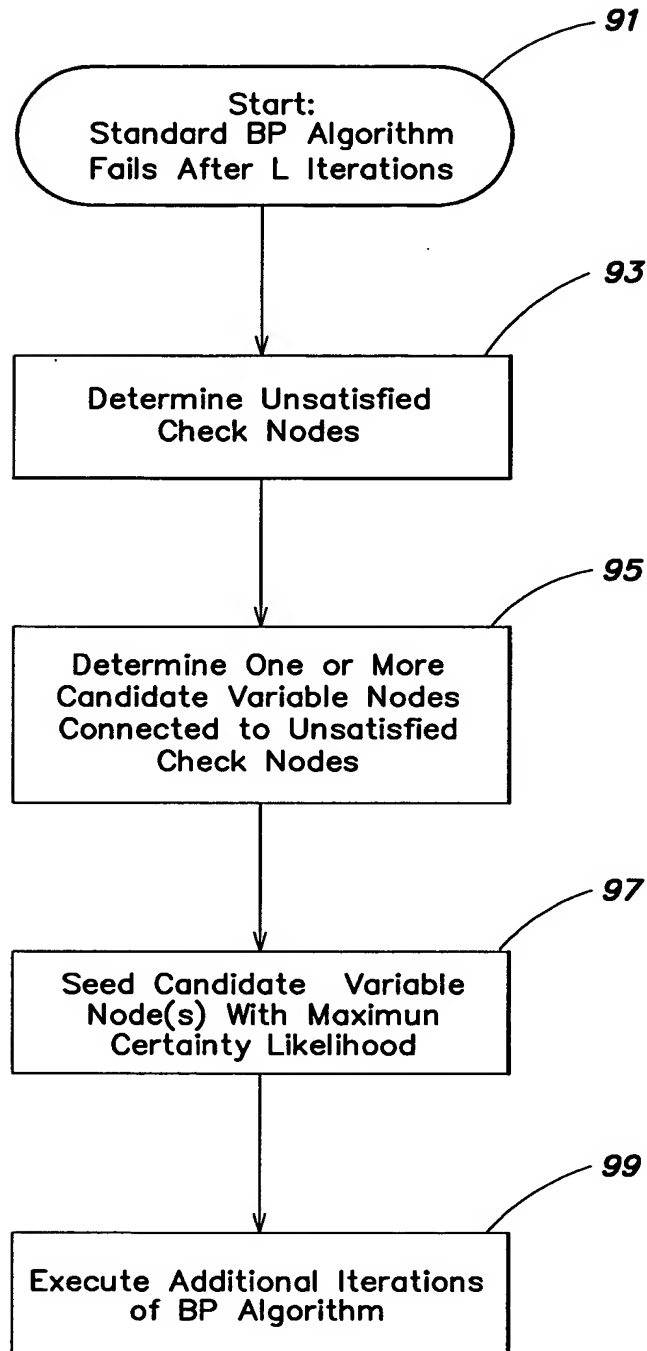 91
Start:
Standard BP Algorithm
Fails After L Iterations
93
Determine Unsatisfied
Check Nodes
95
Determine One or More
Candidate Variable Nodes
Connected to Unsatisfied
Check Nodes
97
Seed Candidate Variable
Node(s) With Maximun
Certainty Likelihood
99
Execute Additional Iterations
of BP Algorithm